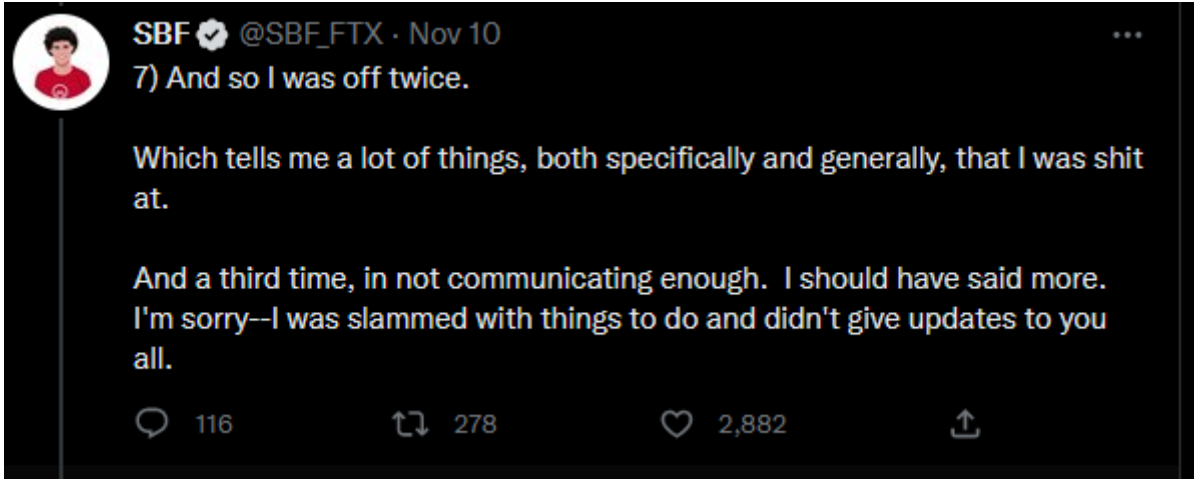 SBF @SBF_FTX · Nov 10
7) And so I was off twice.
Which tells me a lot of things, both specifically and generally, that I was shit
at.
And a third time, in not communicating enough.  I should have said more.
I'm sorry--I was slammed with things to do and didn't give updates to you
all.
116 278 2,882